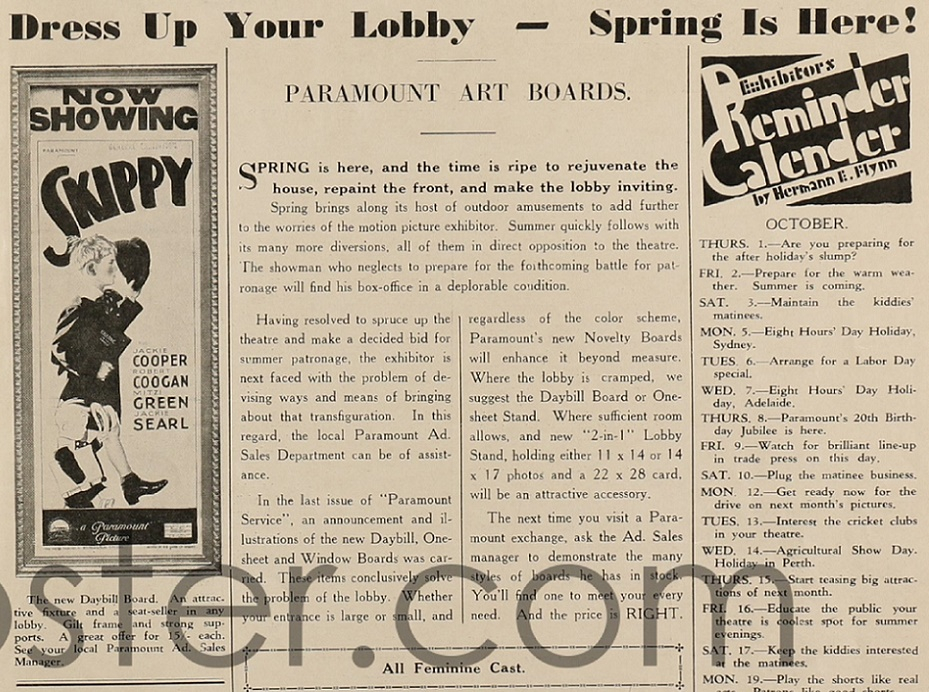 Dress Up Your Lobby — Spring Is Here!
NOW
SHOWING
PARAMOUNT
SKIPPY
JACKIE
COOPER
ROBERT
COOGAN
MITZI
GREEN
JACKIE
SEARL
a Paramount
Picture
The new Daybill Board. An attrac-
tive fixture and a seat-seller in any
lobby. Gilt frame and strong sup-
ports. A great offer for 15/- each.
See your local Paramount Ad. Sales
Manager.
PARAMOUNT ART BOARDS.
SPRING is here, and the time is ripe to rejuvenate the
house, repaint the front, and make the lobby inviting.
Spring brings along its host of outdoor amusements to add further
to the worries of the motion picture exhibitor. Summer quickly follows with
its many more diversions, all of them in direct opposition to the theatre.
The showman who neglects to prepare for the forthcoming battle for pat-
ronage will find his box-office in a deplorable condition.
Having resolved to spruce up the
theatre and make a decided bid for
summer patronage, the exhibitor is
next faced with the problem of de-
vising ways and means of bringing
about that transfiguration. In this
regard, the local Paramount Ad.
Sales Department can be of assist-
ance.
In the last issue of "Paramount
Service", an announcement and il-
lustrations of the new Daybill, One-
sheet and Window Boards was car-
ried. These items conclusively solve
the problem of the lobby. Whether
your entrance is large or small, and
regardless of the color scheme,
Paramount's new Novelty Boards
will enhance it beyond measure.
Where the lobby is cramped, we
suggest the Daybill Board or One-
sheet Stand. Where sufficient room
allows, and new "2-in-1" Lobby
Stand, holding either 11 x 14 or 14
x 17 photos and a 22 x 28 card,
will be an attractive accessory.
The next time you visit a Para-
mount exchange, ask the Ad. Sales
manager to demonstrate the many
styles of boards he has in stock.
You'll find one to meet your every
need. And the price is RIGHT.
All Feminine Cast.
Exhibitors
Reminder
Calender
by Hermann E. Flynn
OCTOBER.
THURS. 1.—Are you preparing for
the after holiday's slump?
FRI. 2.—Prepare for the warm wea-
ther. Summer is coming.
SAT. 3.—Maintain the kiddies'
matinees.
MON. 5.—Eight Hours' Day Holiday,
Sydney.
TUES. 6.—Arrange for a Labor Day
special.
WED. 7.—Eight Hours' Day Holi-
day, Adelaide.
THURS. 8.—Paramount's 20th Birth-
day Jubilee is here.
FRI. 9.—Watch for brilliant line-up
in trade press on this day.
SAT. 10.—Plug the matinee business.
MON. 12.—Get ready now for the
drive on next month's pictures.
TUES. 13.—Interest the cricket clubs
in your theatre.
WED. 14.—Agricultural Show Day.
Holiday in Perth.
THURS. 15.—Start teasing big attrac-
tions of next month.
FRI. 16.—Educate the public your
theatre is coolest spot for summer
evenings.
SAT. 17.—Keep the kiddies interested
at the matinees.
MON. 19.—Play the shorts like real
oster.com